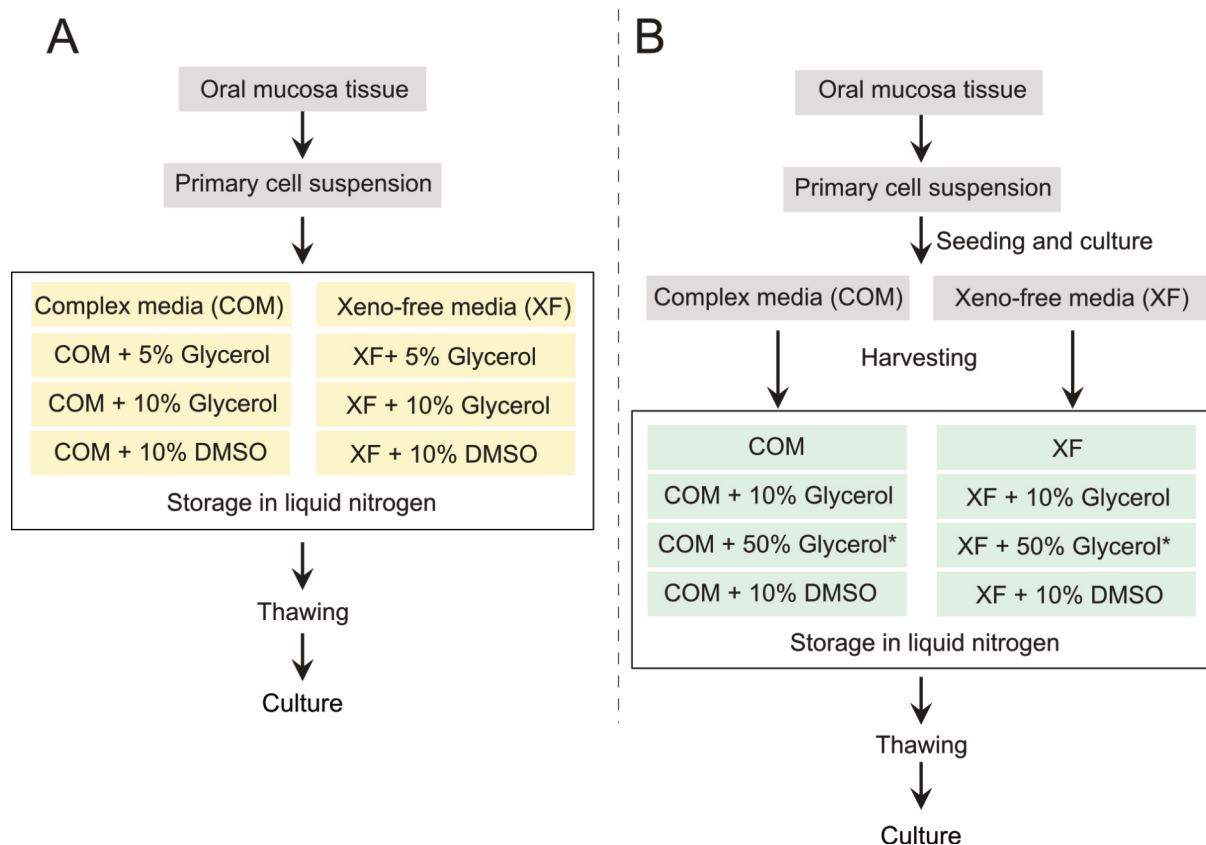 A
Oral mucosa tissue
Primary cell suspension
Complex media (COM)
Xeno-free media (XF)
COM + 5% Glycerol
XF+ 5% Glycerol
COM + 10% Glycerol
XF + 10% Glycerol
COM + 10% DMSO
XF + 10% DMSO
Storage in liquid nitrogen
Thawing
Culture
B
Oral mucosa tissue
Primary cell suspension
Seeding and culture
Complex media (COM)
Xeno-free media (XF)
Harvesting
COM
XF
COM + 10% Glycerol
XF + 10% Glycerol
COM + 50% Glycerol*
XF + 50% Glycerol*
COM + 10% DMSO
XF + 10% DMSO
Storage in liquid nitrogen
Thawing
Culture